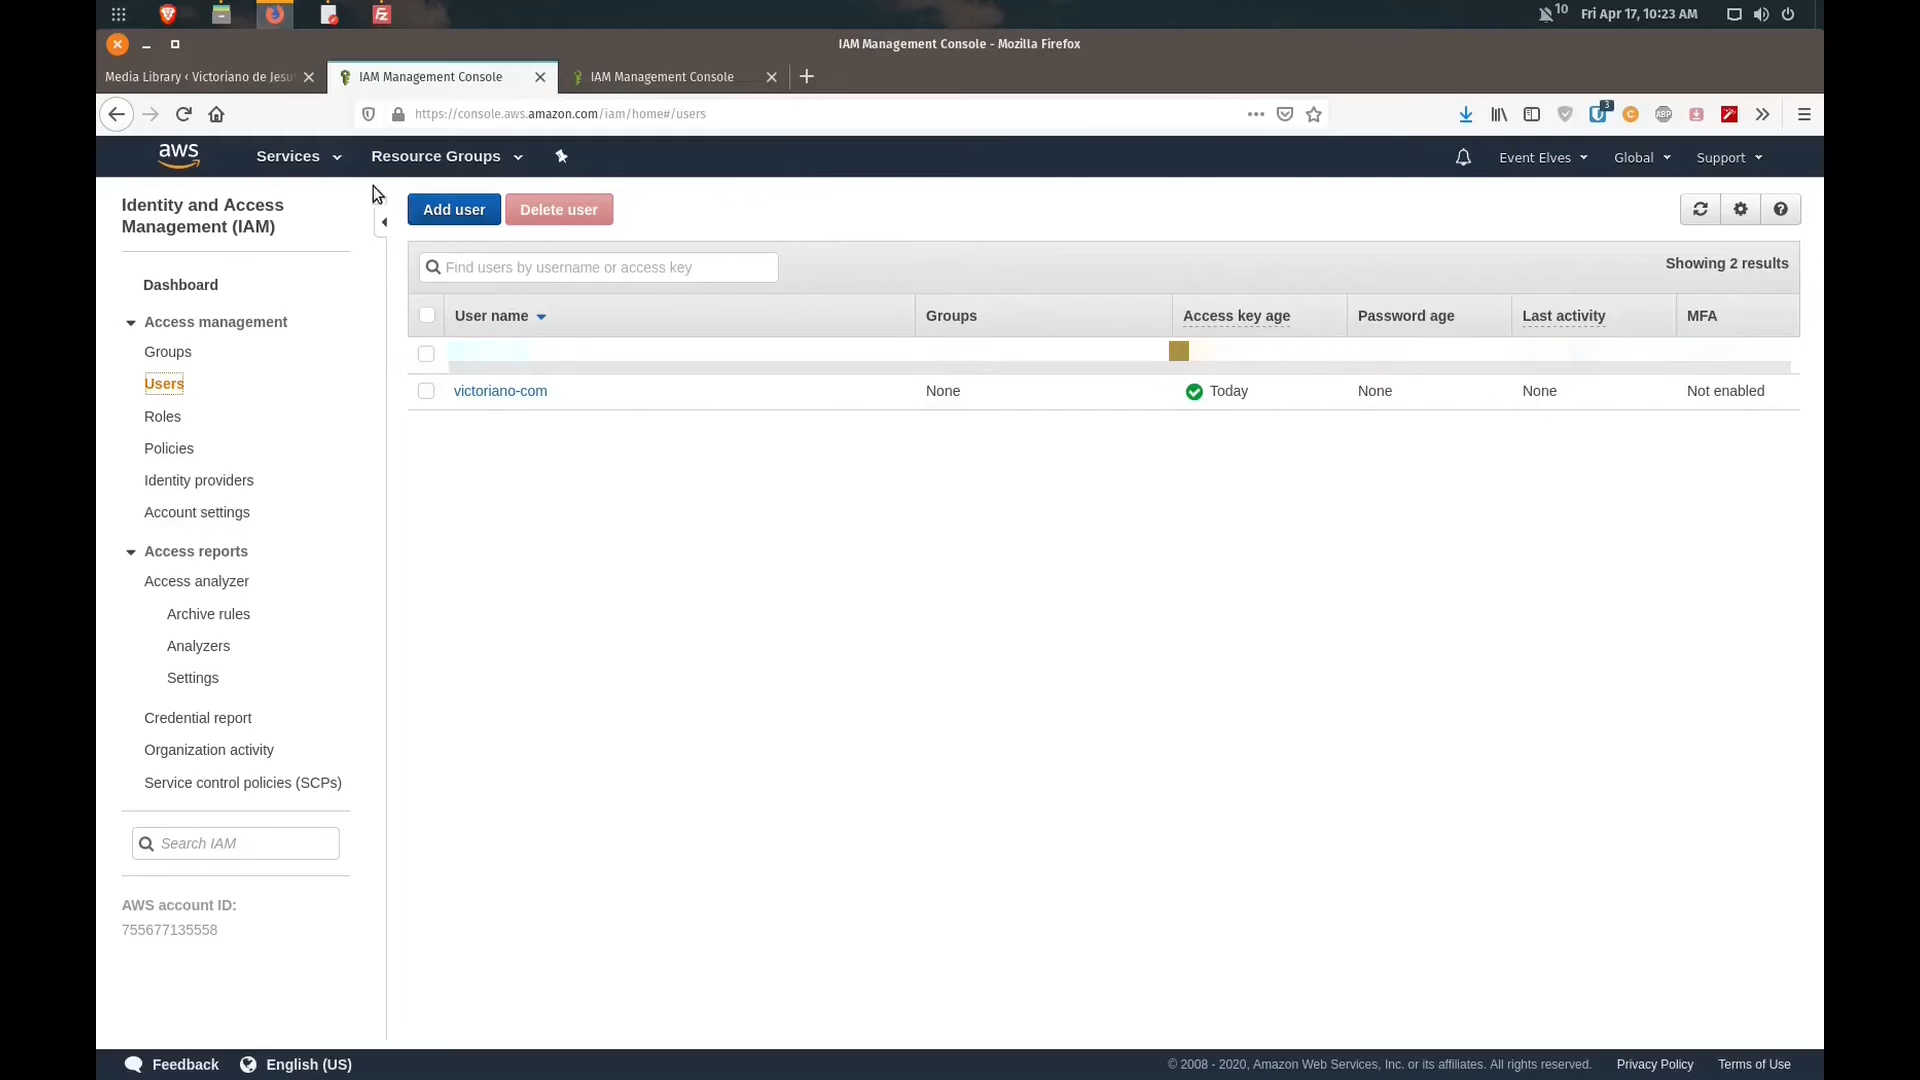 10 Fri Apr 17, 10:23 AM
IAM Management Console - Mozilla Firefox
Media Library ‹ Victoriano de Jesu
IAM Management Console
IAM Management Console
https://console.aws.amazon.com/iam/home#/users
3
ABP
aws
Services
Resource Groups
Event Elves
Global
Support
Identity and Access
Management (IAM)
Dashboard
Access management
Groups
Users
Roles
Policies
Identity providers
Account settings
Access reports
Access analyzer
Archive rules
Analyzers
Settings
Credential report
Organization activity
Service control policies (SCPs)
Search IAM
AWS account ID:
755677135558
Add user
Delete user
Find users by username or access key
Showing 2 results
User name Groups Access key age Password age Last activity MFA
victoriano-com None Today None None Not enabled
Feedback
English (US)
© 2008 - 2020, Amazon Web Services, Inc. or its affiliates. All rights reserved.
Privacy Policy
Terms of Use